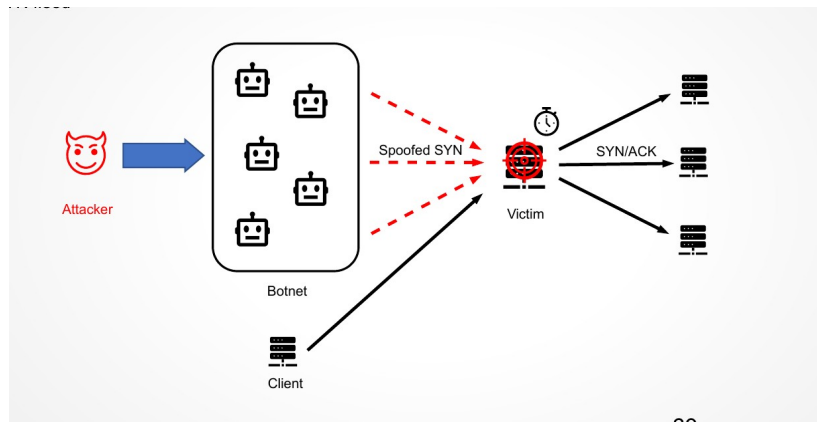 Spoofed SYN
SYN/ACK
Attacker
Victim
Botnet
Client